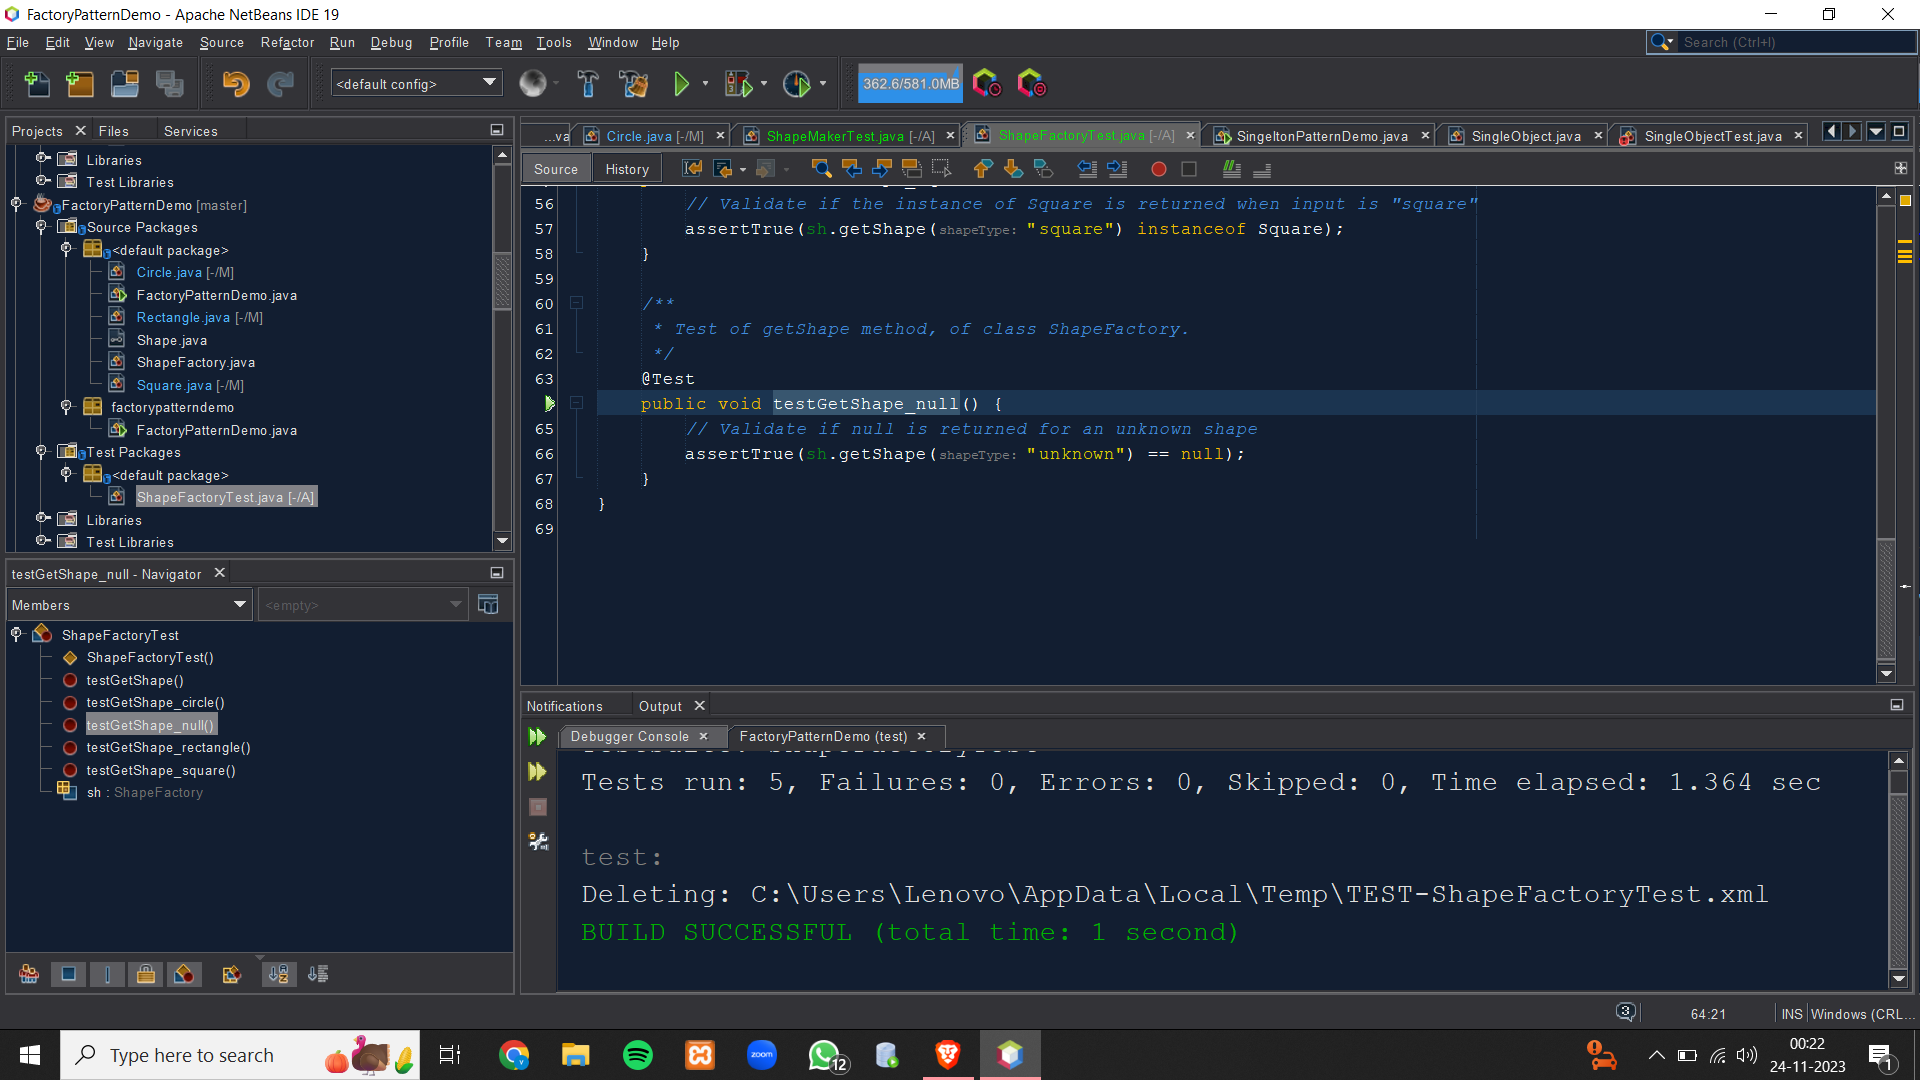 FactoryPatternDemo - Apache NetBeans IDE 19
File Edit View Navigate Source Refactor Run Debug Profile Team Tools Window Help
Search (Ctrl+I)
<default config>
362.6/581.0MB
Projects Files Services
Libraries
Test Libraries
FactoryPatternDemo [master]
Source Packages
<default package>
Circle.java [-/M]
FactoryPatternDemo.java
Rectangle.java [-/M]
Shape.java
ShapeFactory.java
Square.java [-/M]
factorypatterndemo
FactoryPatternDemo.java
Test Packages
<default package>
ShapeFactoryTest.java [-/A]
Libraries
Test Libraries
testGetShape_null - Navigator
Members
<empty>
ShapeFactoryTest
ShapeFactoryTest()
testGetShape()
testGetShape_circle()
testGetShape_null()
testGetShape_rectangle()
testGetShape_square()
sh : ShapeFactory
...va Circle.java [-/M] ShapeMakerTest.java [-/A] ShapeFactoryTest.java [-/A] SingeltonPatternDemo.java SingleObject.java SingleObjectTest.java
Source History
56 // Validate if the instance of Square is returned when input is "square"
57 assertTrue(sh.getShape(shapeType: "square") instanceof Square);
58 }
59
60 /**
61 * Test of getShape method, of class ShapeFactory.
62 */
63 @Test
public void testGetShape_null() {
65 // Validate if null is returned for an unknown shape
66 assertTrue(sh.getShape(shapeType: "unknown") == null);
67 }
68 }
69
Notifications Output
Debugger Console FactoryPatternDemo (test)
Tests run: 5, Failures: 0, Errors: 0, Skipped: 0, Time elapsed: 1.364 sec
test:
Deleting: C:\Users\Lenovo\AppData\Local\Temp\TEST-ShapeFactoryTest.xml
BUILD SUCCESSFUL (total time: 1 second)
3 64:21 INS Windows (CRL...
Type here to search
zoom
12
00:22
24-11-2023
1